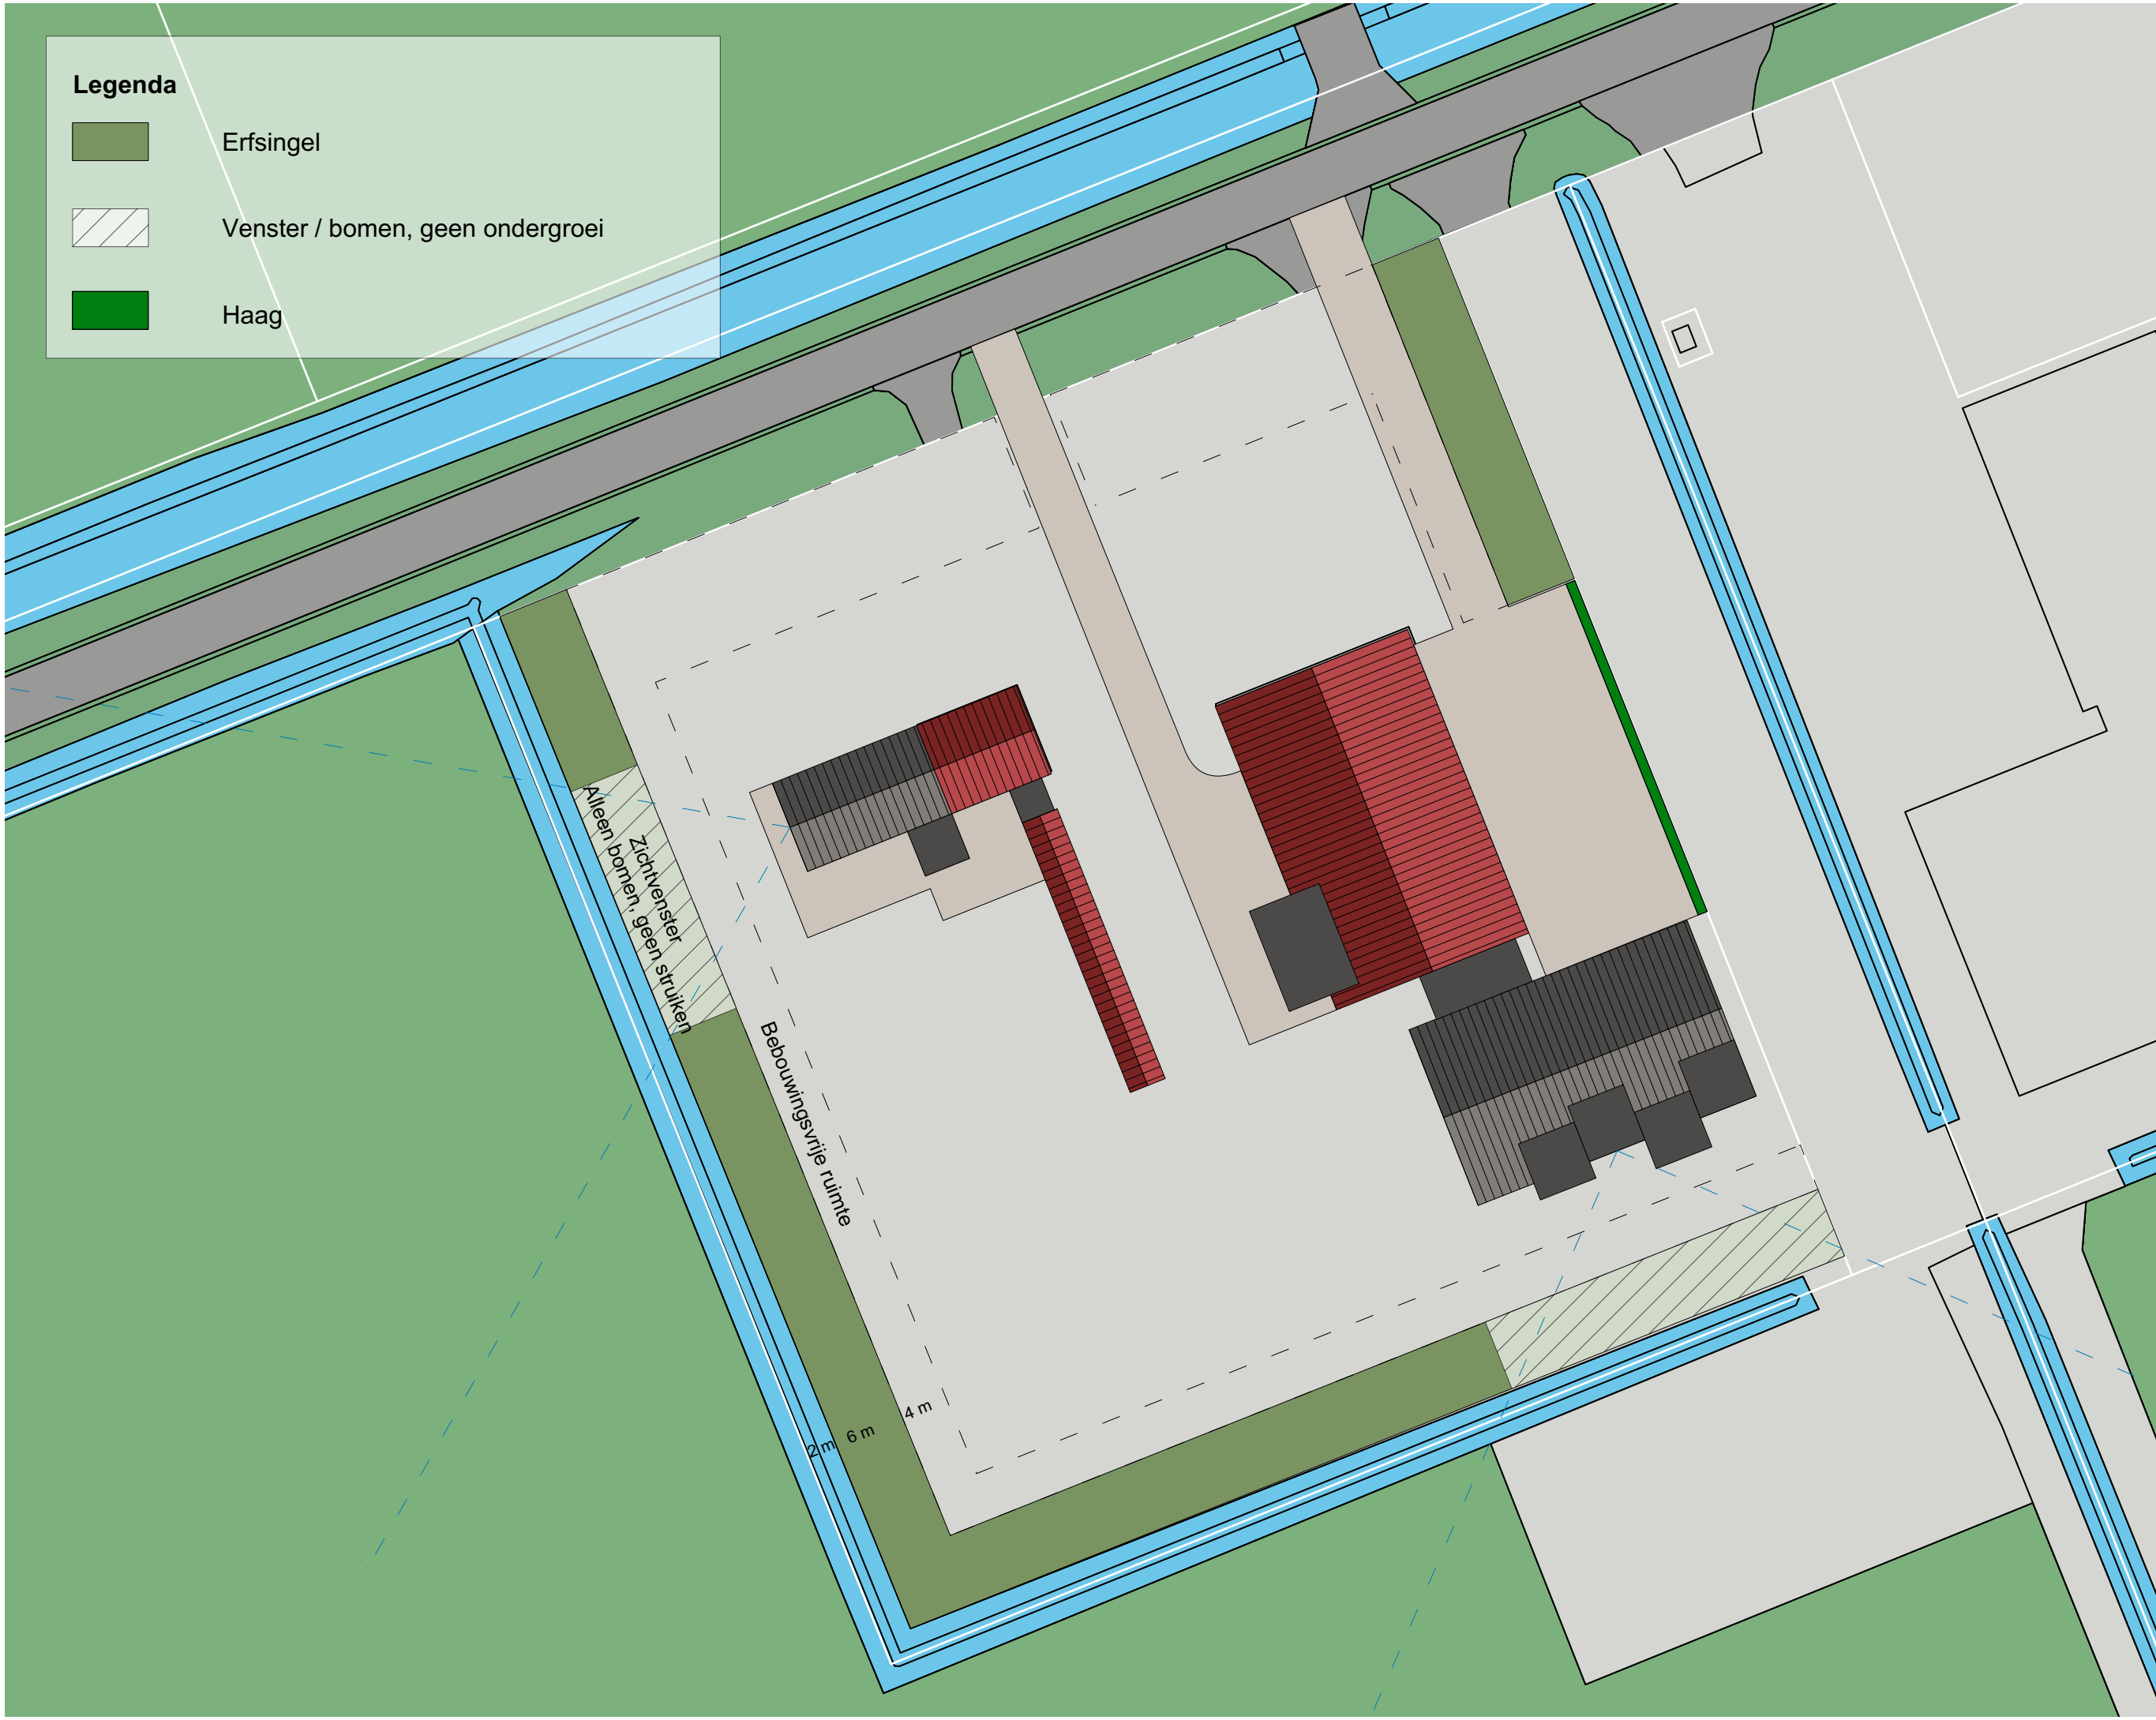 Legenda
Erfsingel
Venster / bomen, geen ondergroei
Haag
Zichtvenster
Alleen bomen, geen struiken
Bebouwingsvrije ruimte
2 m
6 m
4 m